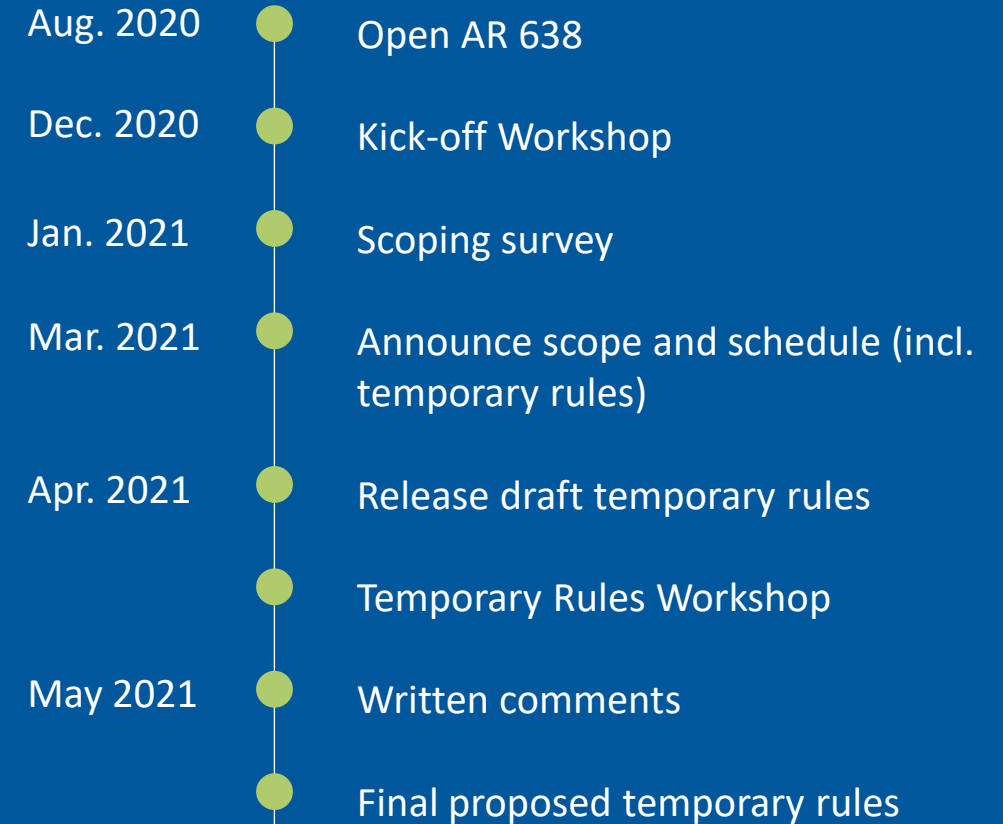 Aug. 2020
Open AR 638
Dec. 2020
Kick-off Workshop
Jan. 2021
Scoping survey
Mar. 2021
Announce scope and schedule (incl.
temporary rules)
Apr. 2021
Release draft temporary rules
Temporary Rules Workshop
May 2021
Written comments
Final proposed temporary rules